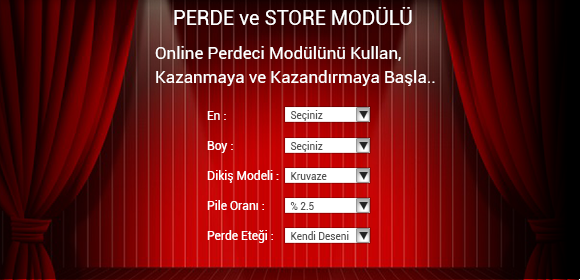 PERDE ve STORE MODÜLÜ
Online Perdeci Modülünü Kullan,
Kazanmaya ve Kazandırmaya Başla..
En : Seçiniz
Boy : Seçiniz
Dikiş Modeli : Kruvaze
Pile Oranı : % 2.5
Perde Eteği : Kendi Deseni